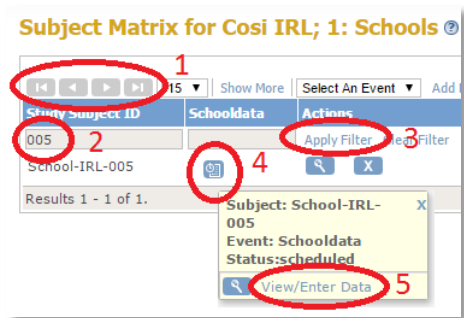 Subject Matrix for Cosi IRL; 1: Schools
1
15 Show More Select An Event Add
Study Subject ID Schooldata Actions
005 2 Apply Filter Clear Filter 3
School-IRL-005 4 X
Results 1 - 1 of 1.
Subject: School-IRL- X
005
Event: Schooldata
Status:scheduled
View/Enter Data 5